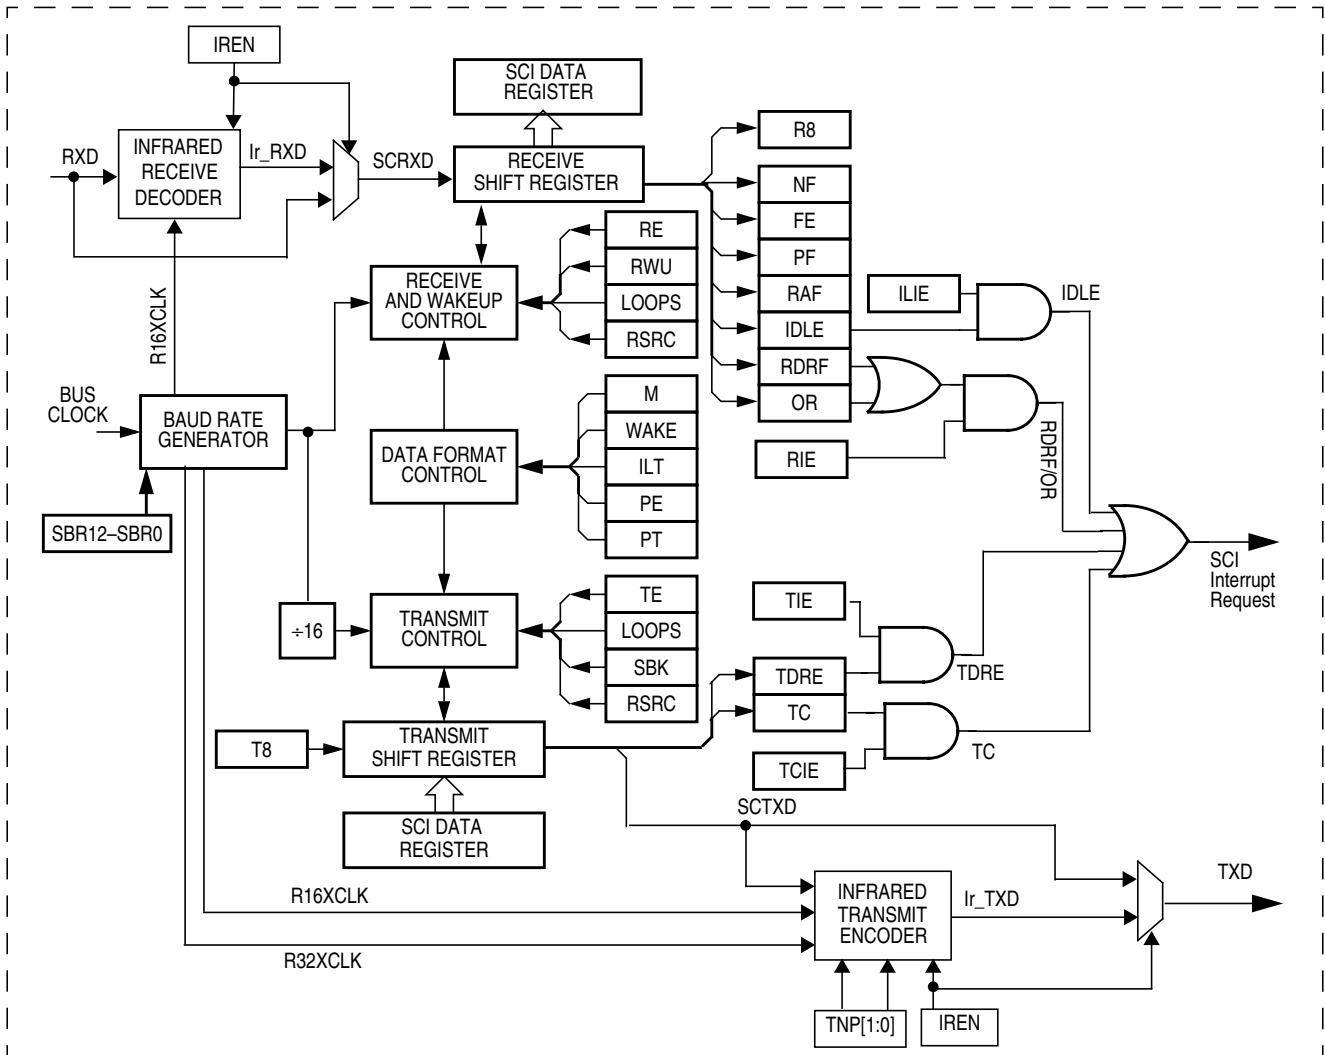 IREN
SCI DATA
REGISTER
RXD
INFRARED
RECEIVE
DECODER
Ir_RXD
SCRXD
RECEIVE
SHIFT REGISTER
R8
NF
FE
PF
RAF
IDLE
RDRF
OR
RE
RWU
LOOPS
RSRC
RECEIVE
AND WAKEUP
CONTROL
R16XCLK
ILIE
IDLE
RIE
RDRF/OR
BUS
CLOCK
BAUD RATE
GENERATOR
SBR12–SBR0
DATA FORMAT
CONTROL
M
WAKE
ILT
PE
PT
SCI
Interrupt
Request
÷16
TRANSMIT
CONTROL
TE
LOOPS
SBK
RSRC
TIE
TDRE
TC
TCIE
TDRE
TC
T8
TRANSMIT
SHIFT REGISTER
SCI DATA
REGISTER
SCTXD
R16XCLK
R32XCLK
INFRARED
TRANSMIT
ENCODER
Ir_TXD
TXD
TNP[1:0]
IREN